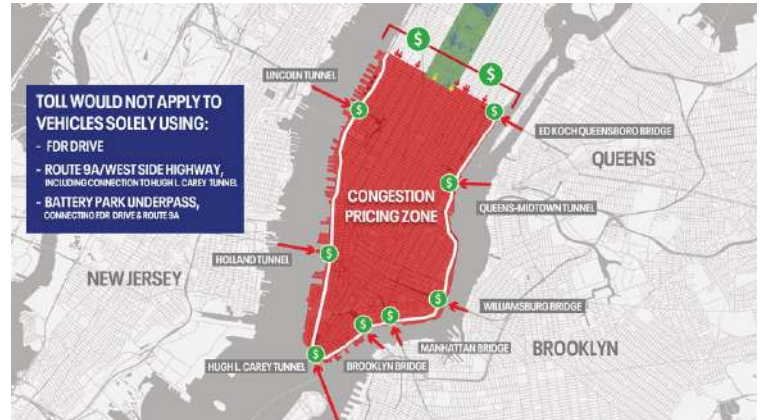 LINCOLN TUNNEL
TOLL WOULD NOT APPLY TO
VEHICLES SOLELY USING:
- FDR DRIVE
- ROUTE 9A/WEST SIDE HIGHWAY,
INCLUDING CONNECTION TO HUGH L. CAREY TUNNEL
- BATTERY PARK UNDERPASS,
CONNECTING FDR DRIVE & ROUTE 9A
$
$
$
$
ED KOCH QUEENSBORO BRIDGE
QUEENS
$
CONGESTION
PRICING ZONE
QUEENS-MIDTOWN TUNNEL
$
HOLLAND TUNNEL
NEW JERSEY
$
WILLIAMSBURG BRIDGE
$
$
MANHATTAN BRIDGE
BROOKLYN
$
HUGH L. CAREY TUNNEL
BROOKLYN BRIDGE